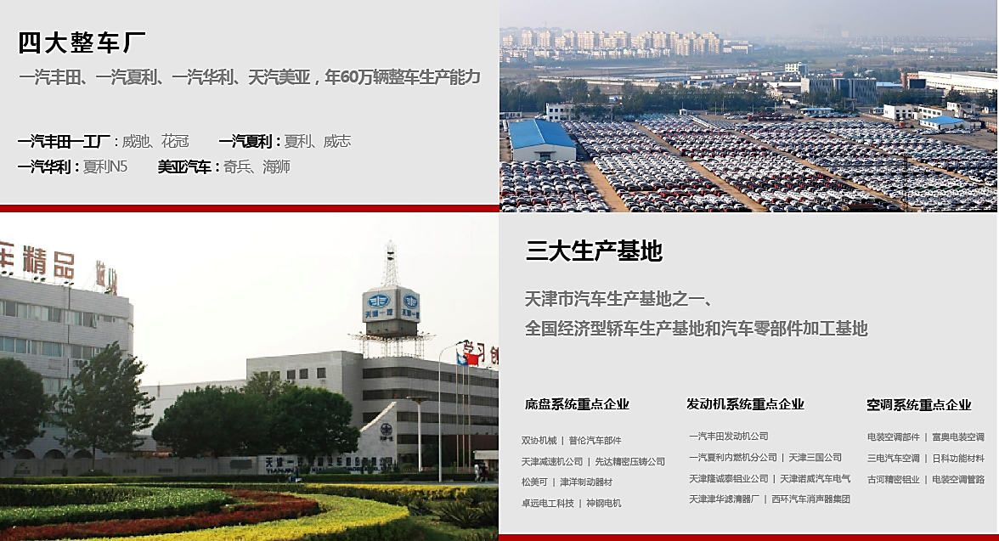 四大整车厂
一汽丰田、一汽夏利、一汽华利、天汽美亚，年60万辆整车生产能力
一汽丰田一工厂：威驰、花冠 一汽夏利：夏利、威志
一汽华利：夏利N5 美亚汽车：奇兵、海狮
车精品
天津一汽 天津一汽
学习
三大生产基地
天津市汽车生产基地之一、
全国经济型轿车生产基地和汽车零部件加工基地
底盘系统重点企业 发动机系统重点企业 空调系统重点企业
双协机械 | 普伦汽车部件
天津减速机公司 | 先达精密压铸公司
松美可 | 津洋制动器材
卓远电工科技 | 神钢电机
一汽丰田发动机公司
一汽夏利内燃机分公司 | 天津三国公司
天津隆诚泰铝业公司 | 天津诺威汽车电气
天津津华滤清器厂 | 西环汽车消声器集团
电装空调部件 | 富奥电装空调
三电汽车空调 | 日科功能材料
古河精密铝业 | 电装空调管路